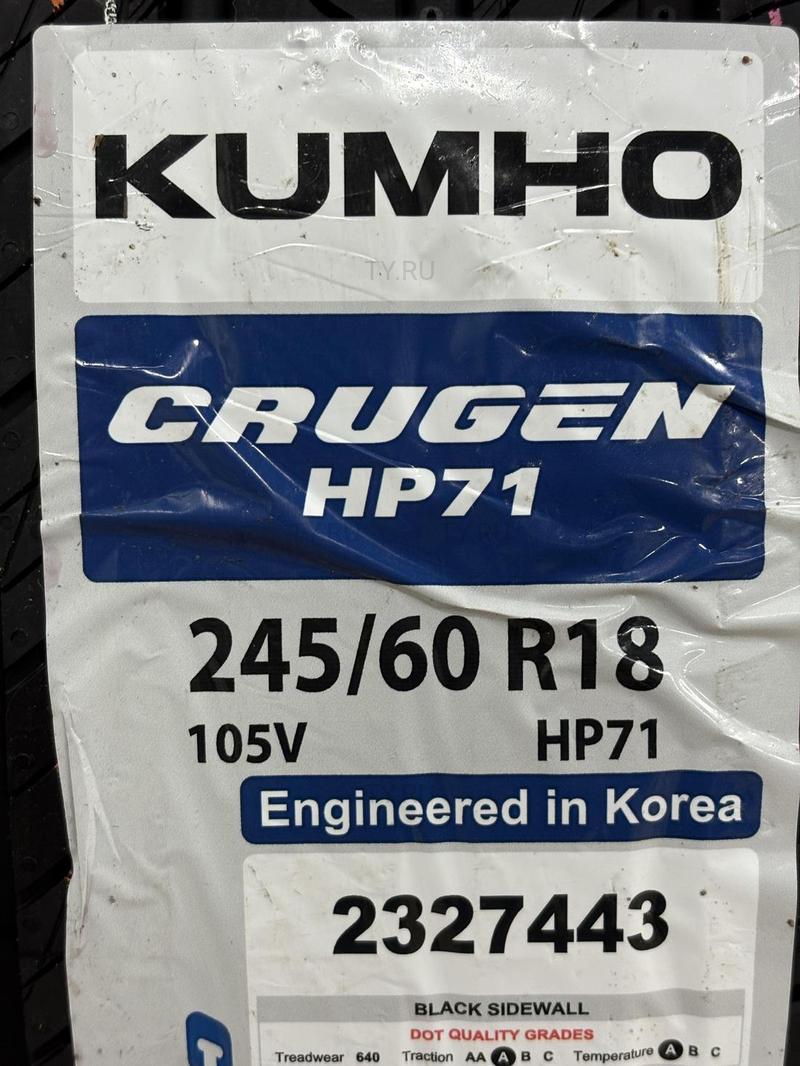 KUMHO
TY.RU
CRUGEN
HP71
245/60 R18
105V HP71
Engineered in Korea
2327443
BLACK SIDEWALL
DOT QUALITY GRADES
Treadwear 640 Traction AA A B C Temperature A B C